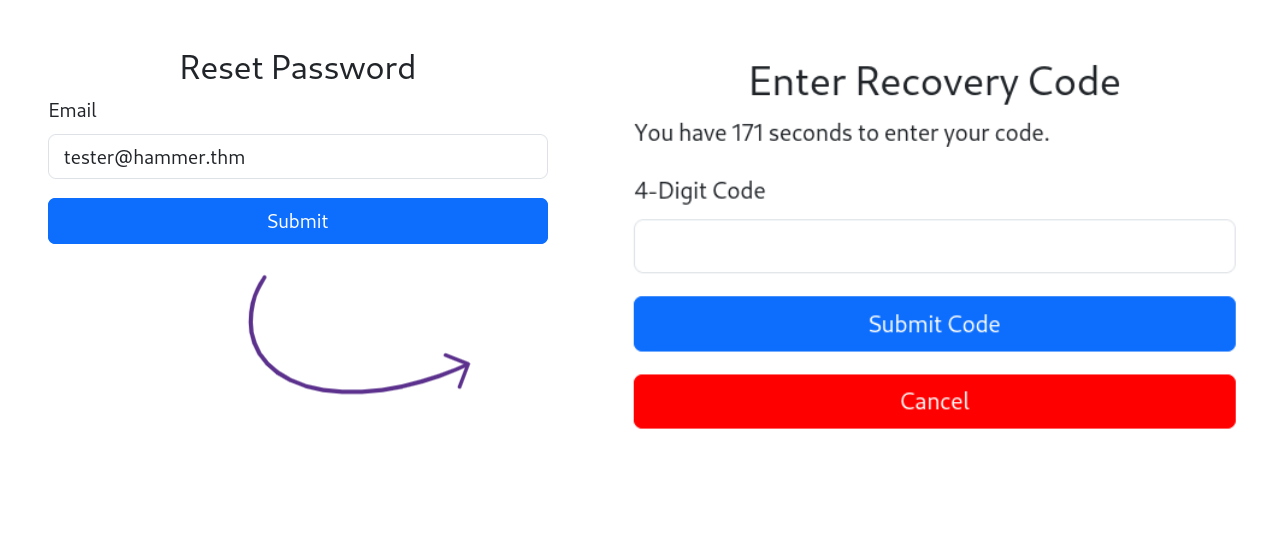 Reset Password
Email
tester@hammer.thm
Submit
Enter Recovery Code
You have 171 seconds to enter your code.
4-Digit Code
Submit Code
Cancel